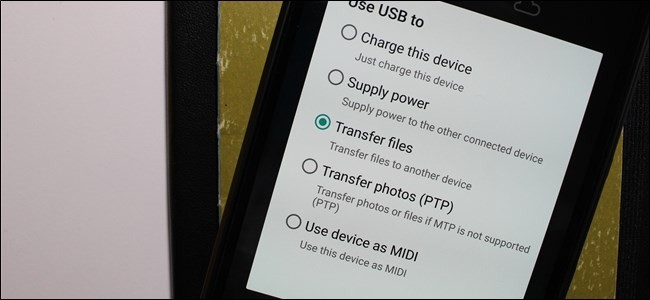 Use USB to
Charge this device
Just charge this device
Supply power
Supply power to the other connected device
Transfer files
Transfer files to another device
Transfer photos (PTP)
Transfer photos or files if MTP is not supported
(PTP)
Use device as MIDI
Use this device as MIDI